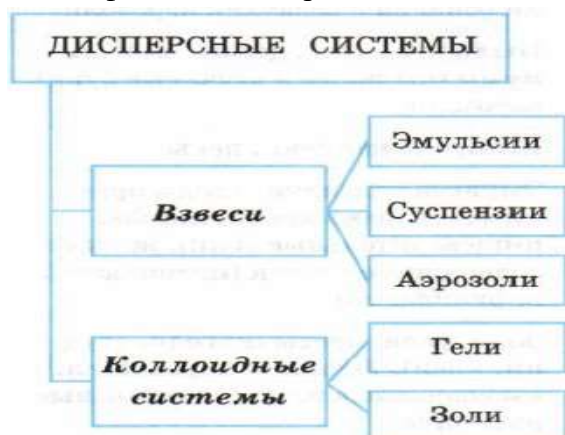 ДИСПЕРСНЫЕ СИСТЕМЫ
Взвеси
Эмульсии
Суспензии
Аэрозоли
Коллоидные
системы
Гели
Золи